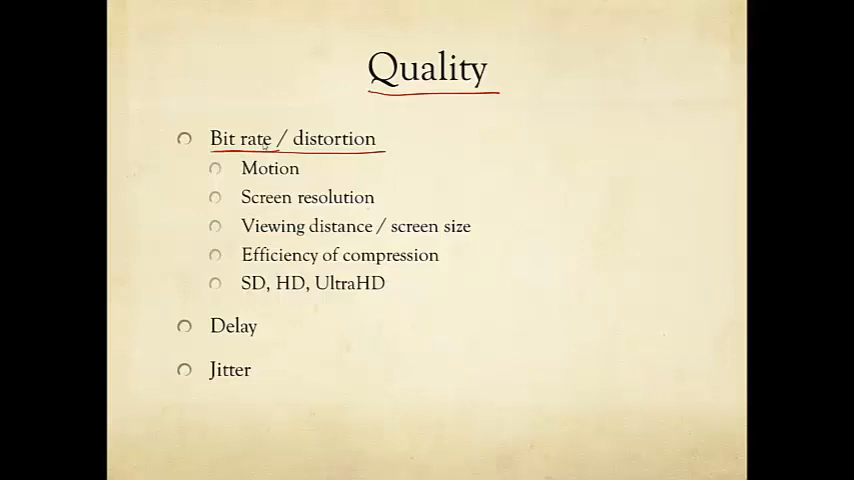 Quality
Bit rate / distortion
Motion
Screen resolution
Viewing distance / screen size
Efficiency of compression
SD, HD, UltraHD
Delay
Jitter